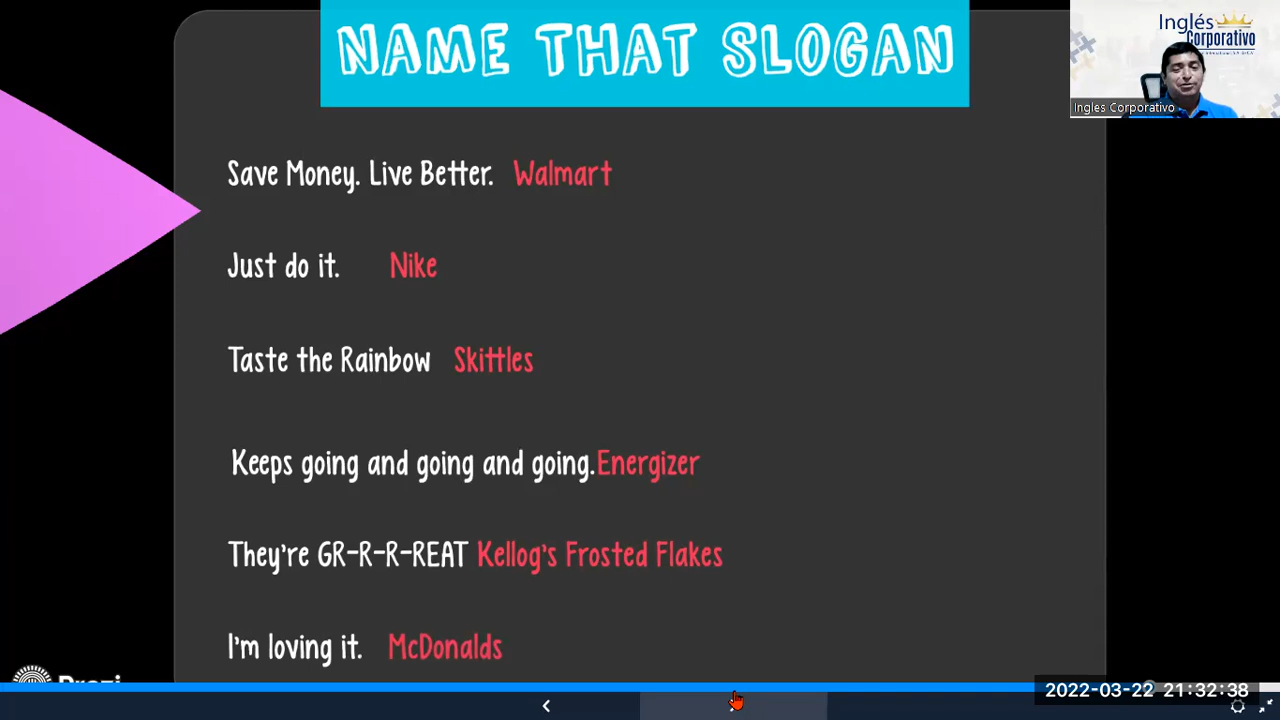 NAME THAT SLOGAN
Inglés
Corporativo
Ingles Corporativo
Save Money. Live Better. Walmart
Just do it. Nike
Taste the Rainbow Skittles
Keeps going and going and going. Energizer
They're GR-R-R-REAT Kellog's Frosted Flakes
I'm loving it. McDonalds
Prezi
2022-03-22 21:32:38